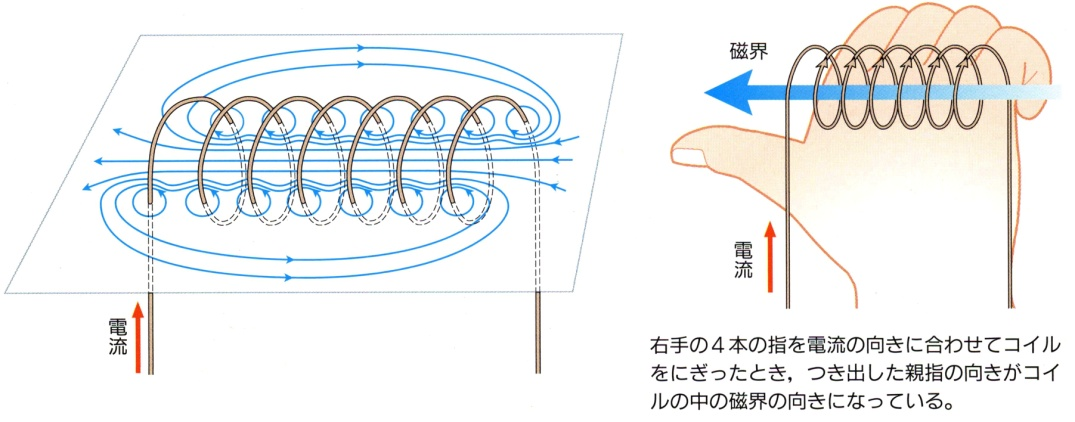 電流
磁界
電流
右手の4本の指を電流の向きに合わせてコイル
をにぎったとき，つき出した親指の向きがコイ
ルの中の磁界の向きになっている。